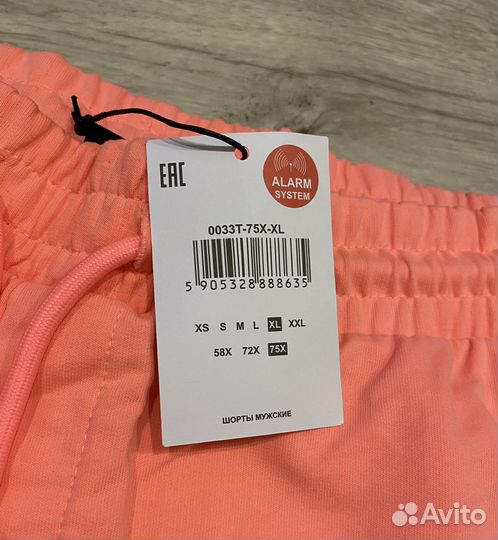 EAC
ALARM
SYSTEM
0033T-75X-XL
5 905328 888635
XS S M L XL XXL
58X 72X 75X
ШОРТЫ МУЖСКИЕ
Avito